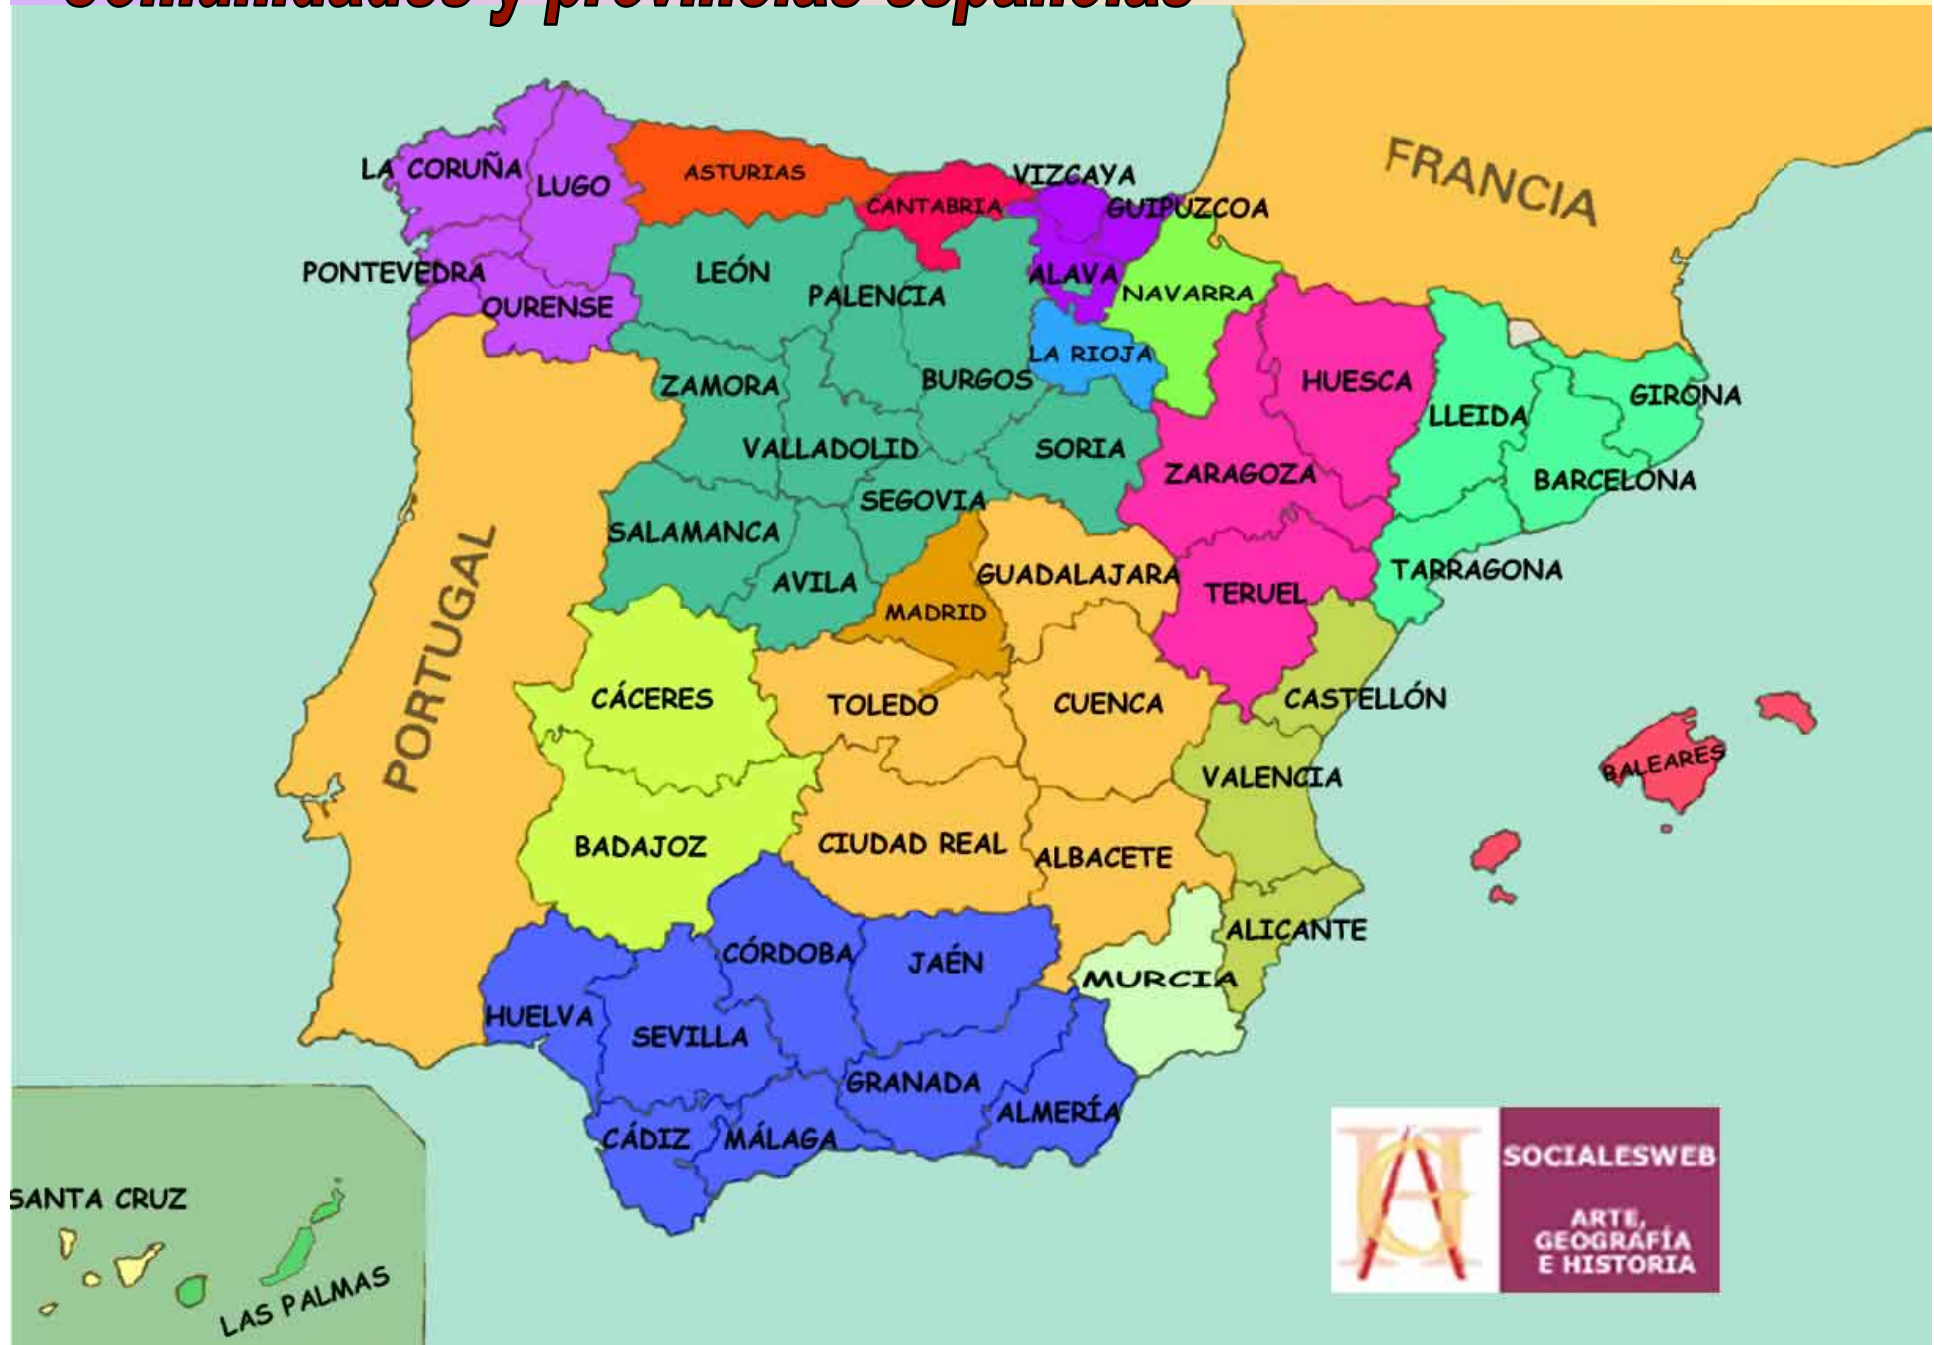 Comunidades y provincias españolas
FRANCIA
LA CORUÑA
LUGO
ASTURIAS
CANTABRIA
VIZCAYA
GUIPUZCOA
PONTEVEDRA
OURENSE
LEÓN
PALENCIA
ALAVA
NAVARRA
LA RIOJA
ZAMORA
BURGOS
HUESCA
LLEIDA
GIRONA
VALLADOLID
SORIA
ZARAGOZA
BARCELONA
SEGOVIA
SALAMANCA
AVILA
MADRID
GUADALAJARA
TERUEL
TARRAGONA
PORTUGAL
CÁCERES
TOLEDO
CUENCA
CASTELLÓN
VALENCIA
BALEARES
BADAJOZ
CIUDAD REAL
ALBACETE
ALICANTE
CÓRDOBA
JAÉN
MURCIA
HUELVA
SEVILLA
GRANADA
ALMERÍA
CÁDIZ
MÁLAGA
SANTA CRUZ
LAS PALMAS
SOCIALESWEB
ARTE,
GEOGRAFÍA
E HISTORIA